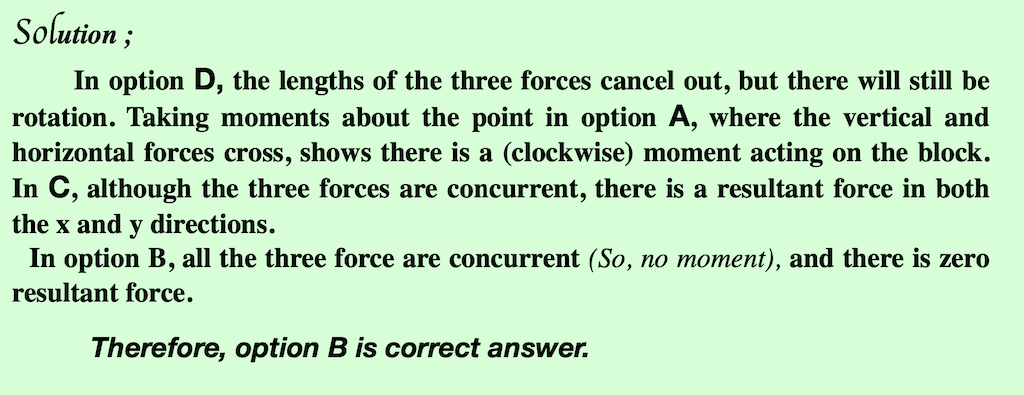 Solution ;
In option D, the lengths of the three forces cancel out, but there will still be
rotation. Taking moments about the point in option A, where the vertical and
horizontal forces cross, shows there is a (clockwise) moment acting on the block.
In C, although the three forces are concurrent, there is a resultant force in both
the x and y directions.
In option B, all the three force are concurrent (So, no moment), and there is zero
resultant force.
Therefore, option B is correct answer.